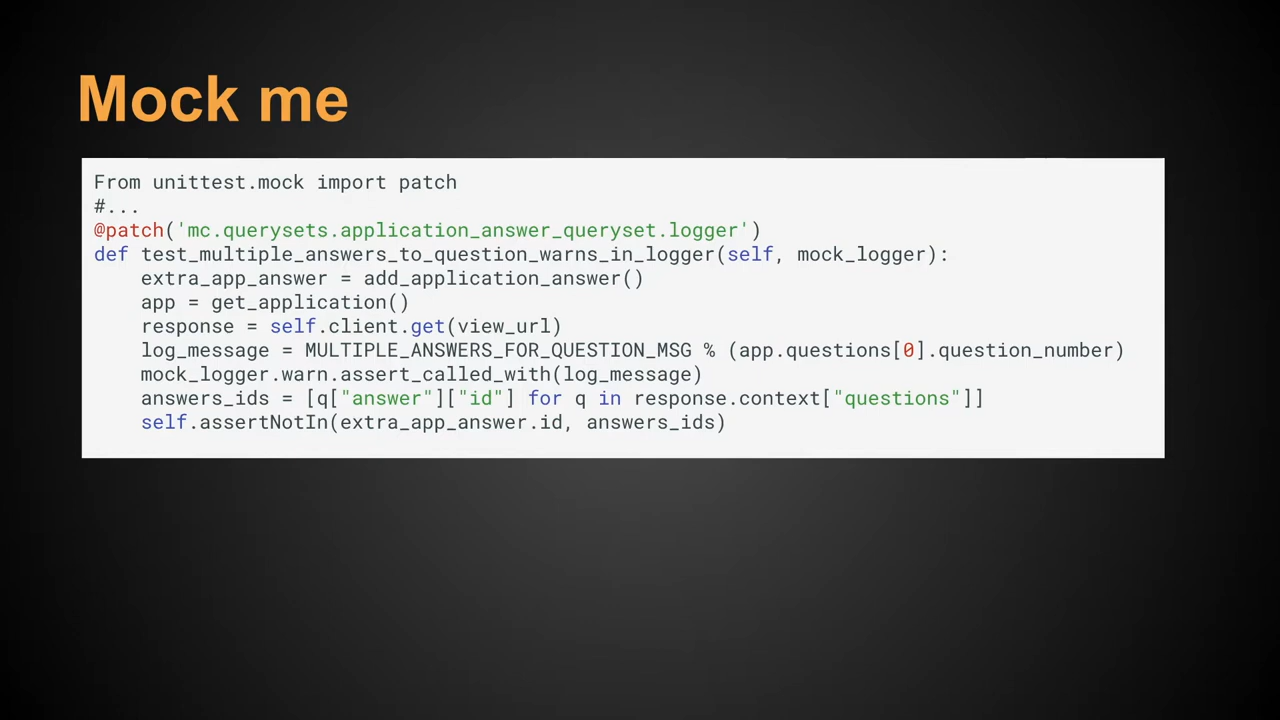 Mock me
From unittest.mock import patch
#...
@patch('mc.querysets.application_answer_queryset.logger')
def test_multiple_answers_to_question_warns_in_logger(self, mock_logger):
    extra_app_answer = add_application_answer()
    app = get_application()
    response = self.client.get(view_url)
    log_message = MULTIPLE_ANSWERS_FOR_QUESTION_MSG % (app.questions[0].question_number)
    mock_logger.warn.assert_called_with(log_message)
    answers_ids = [q["answer"]["id"] for q in response.context["questions"]]
    self.assertNotIn(extra_app_answer.id, answers_ids)